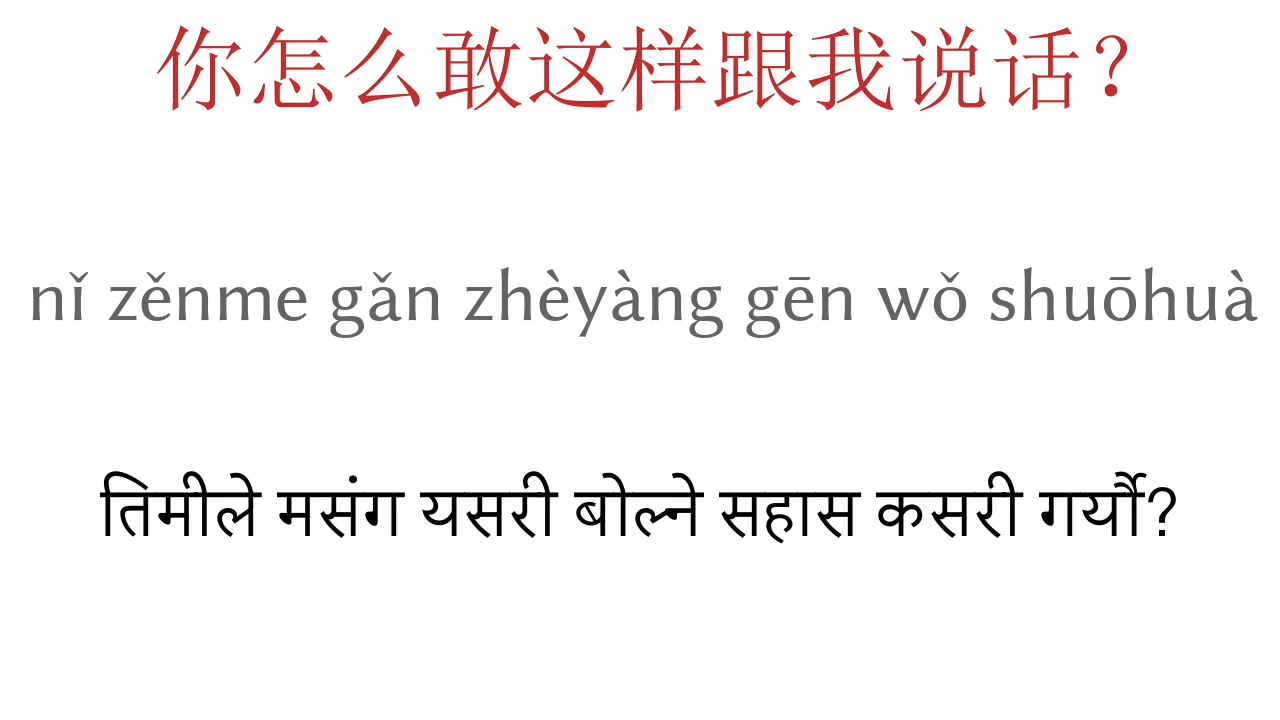 你怎么敢这样跟我说话？
nǐ zěnme gǎn zhèyàng gēn wǒ shuōhuà
तिमीले मसंग यसरी बोल्ने सहास कसरी गर्यौ?